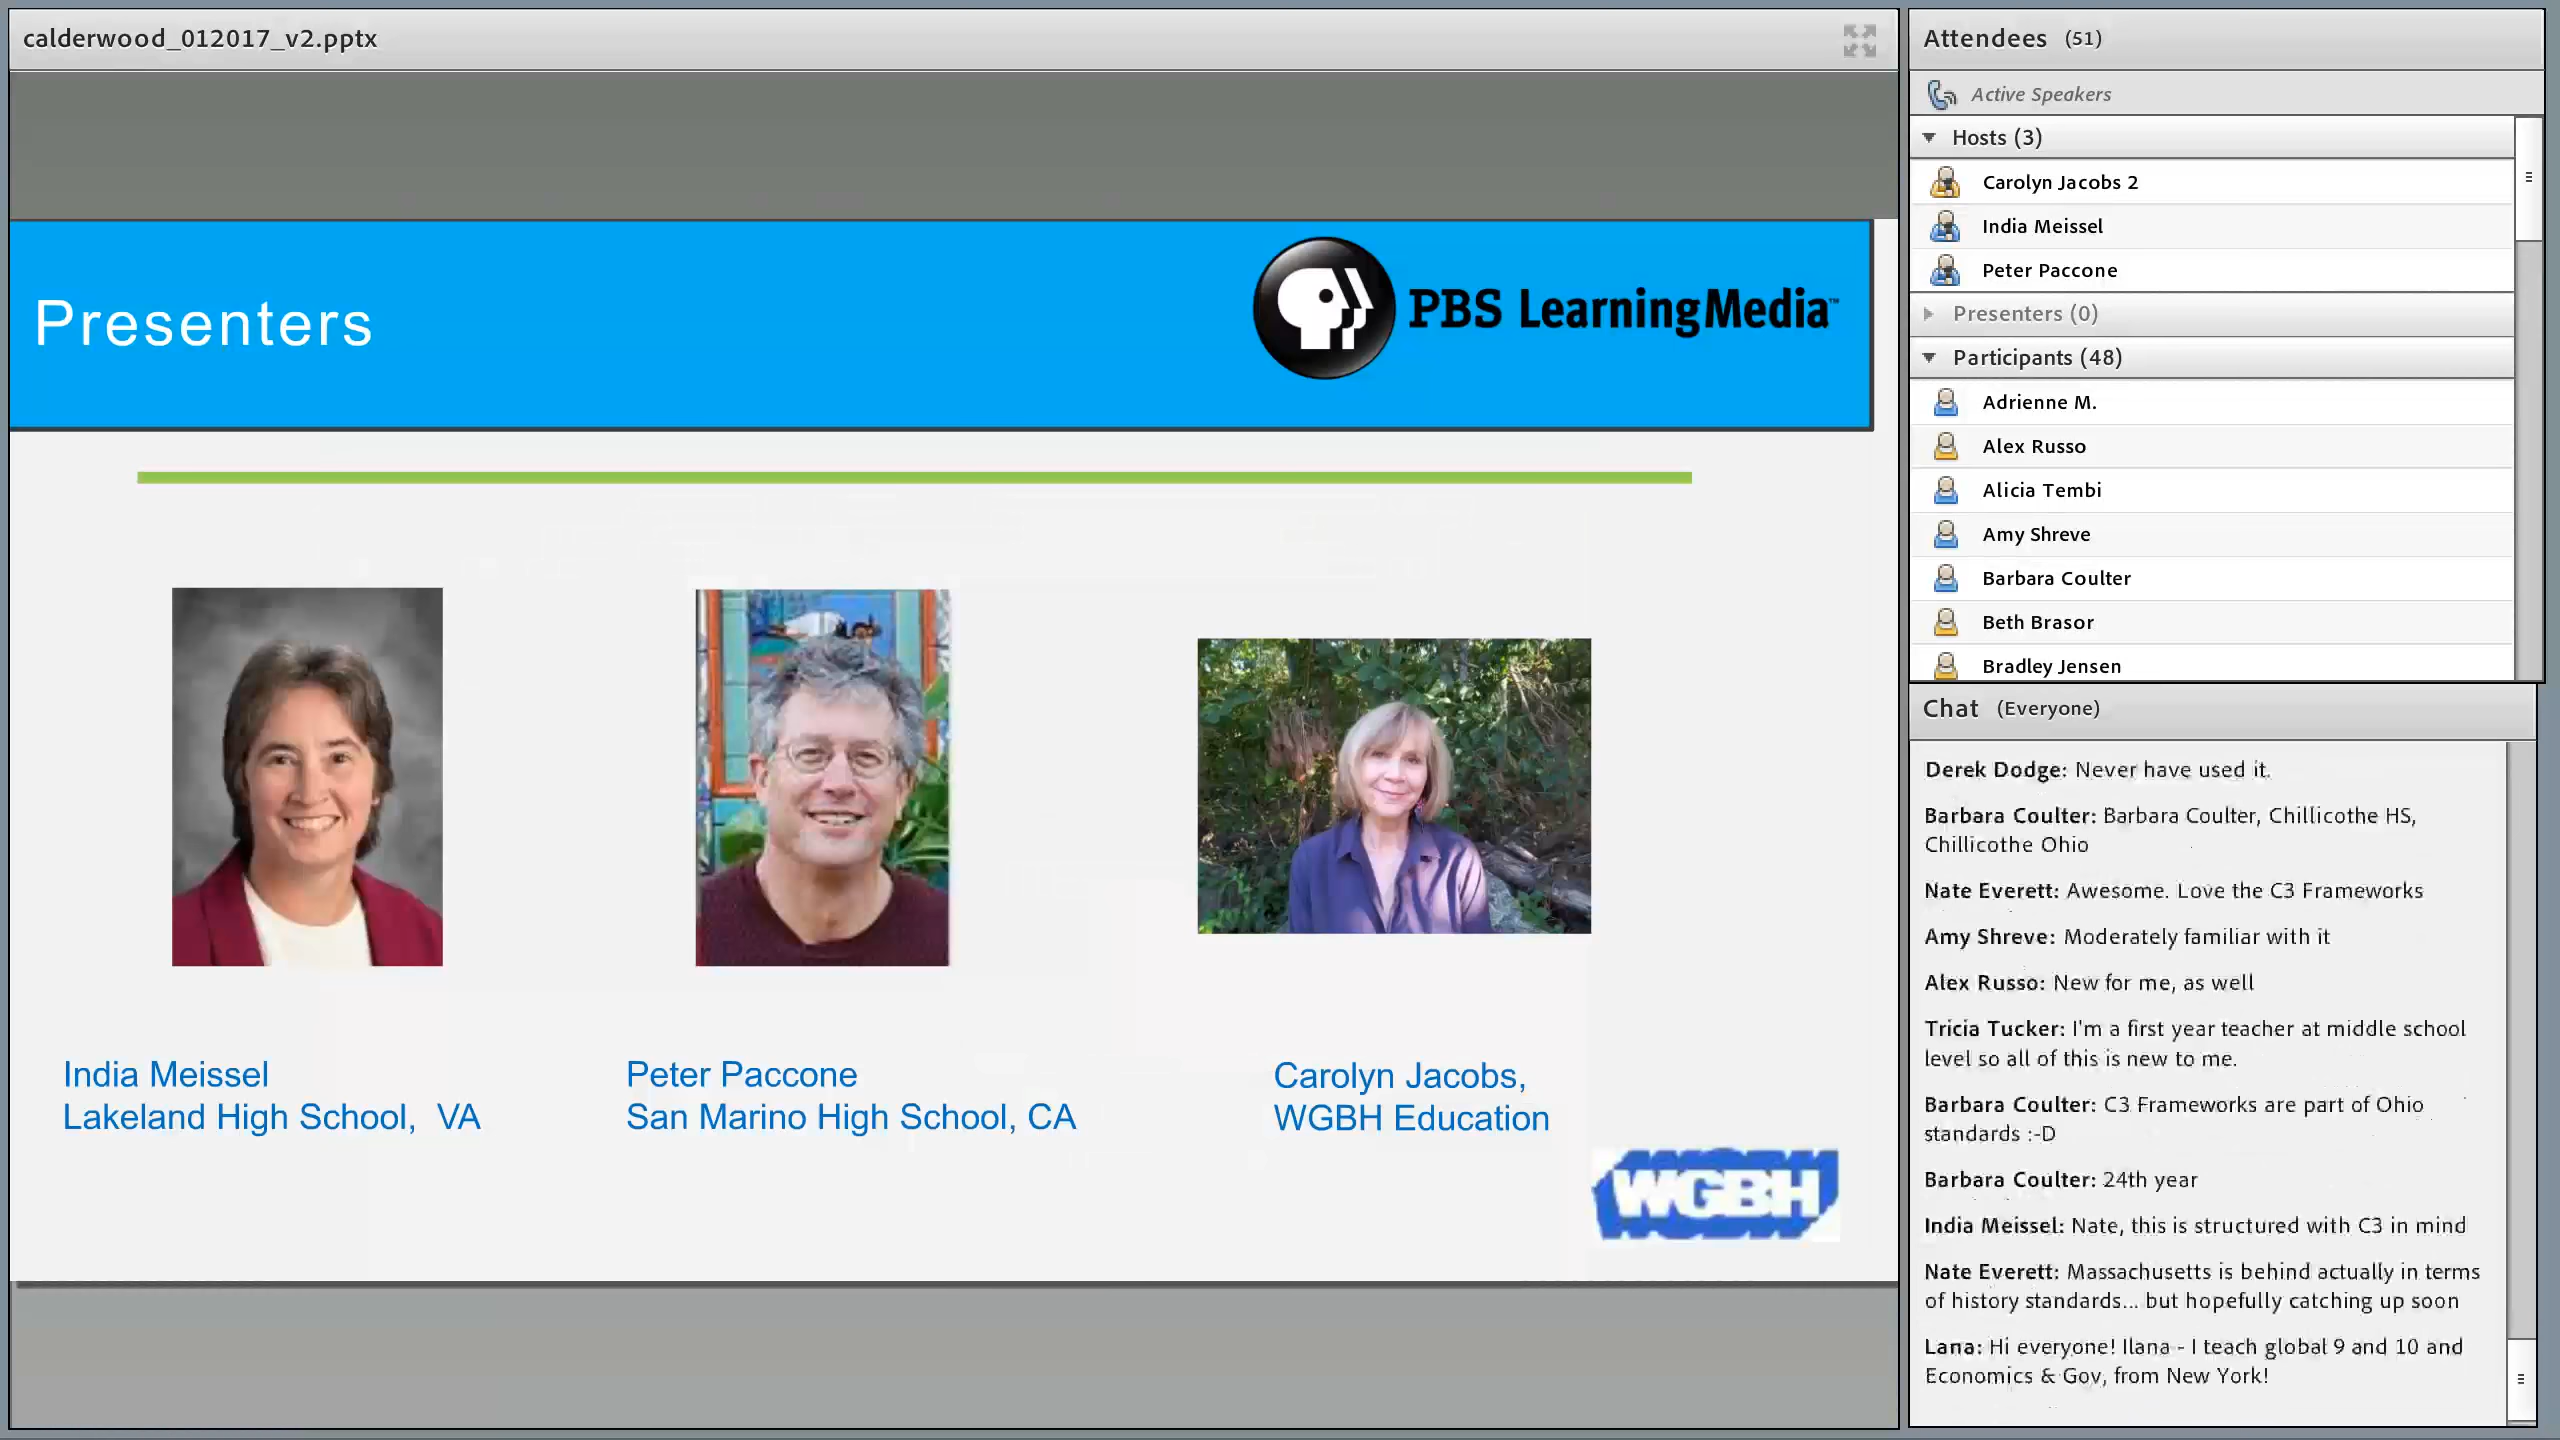 calderwood_012017_v2.pptx
Presenters
PBS LearningMedia™
India Meissel
Lakeland High School, VA
Peter Paccone
San Marino High School, CA
Carolyn Jacobs,
WGBH Education
WGBH
Attendees (51)
Active Speakers
Hosts (3)
Carolyn Jacobs 2
India Meissel
Peter Paccone
Presenters (0)
Participants (48)
Adrienne M.
Alex Russo
Alicia Tembi
Amy Shreve
Barbara Coulter
Beth Brasor
Bradley Jensen
Chat (Everyone)
Derek Dodge: Never have used it.
Barbara Coulter: Barbara Coulter, Chillicothe HS,
Chillicothe Ohio
Nate Everett: Awesome. Love the C3 Frameworks
Amy Shreve: Moderately familiar with it
Alex Russo: New for me, as well
Tricia Tucker: I'm a first year teacher at middle school
level so all of this is new to me.
Barbara Coulter: C3 Frameworks are part of Ohio
standards :-D
Barbara Coulter: 24th year
India Meissel: Nate, this is structured with C3 in mind
Nate Everett: Massachusetts is behind actually in terms
of history standards... but hopefully catching up soon
Lana: Hi everyone! Ilana - I teach global 9 and 10 and
Economics & Gov, from New York!